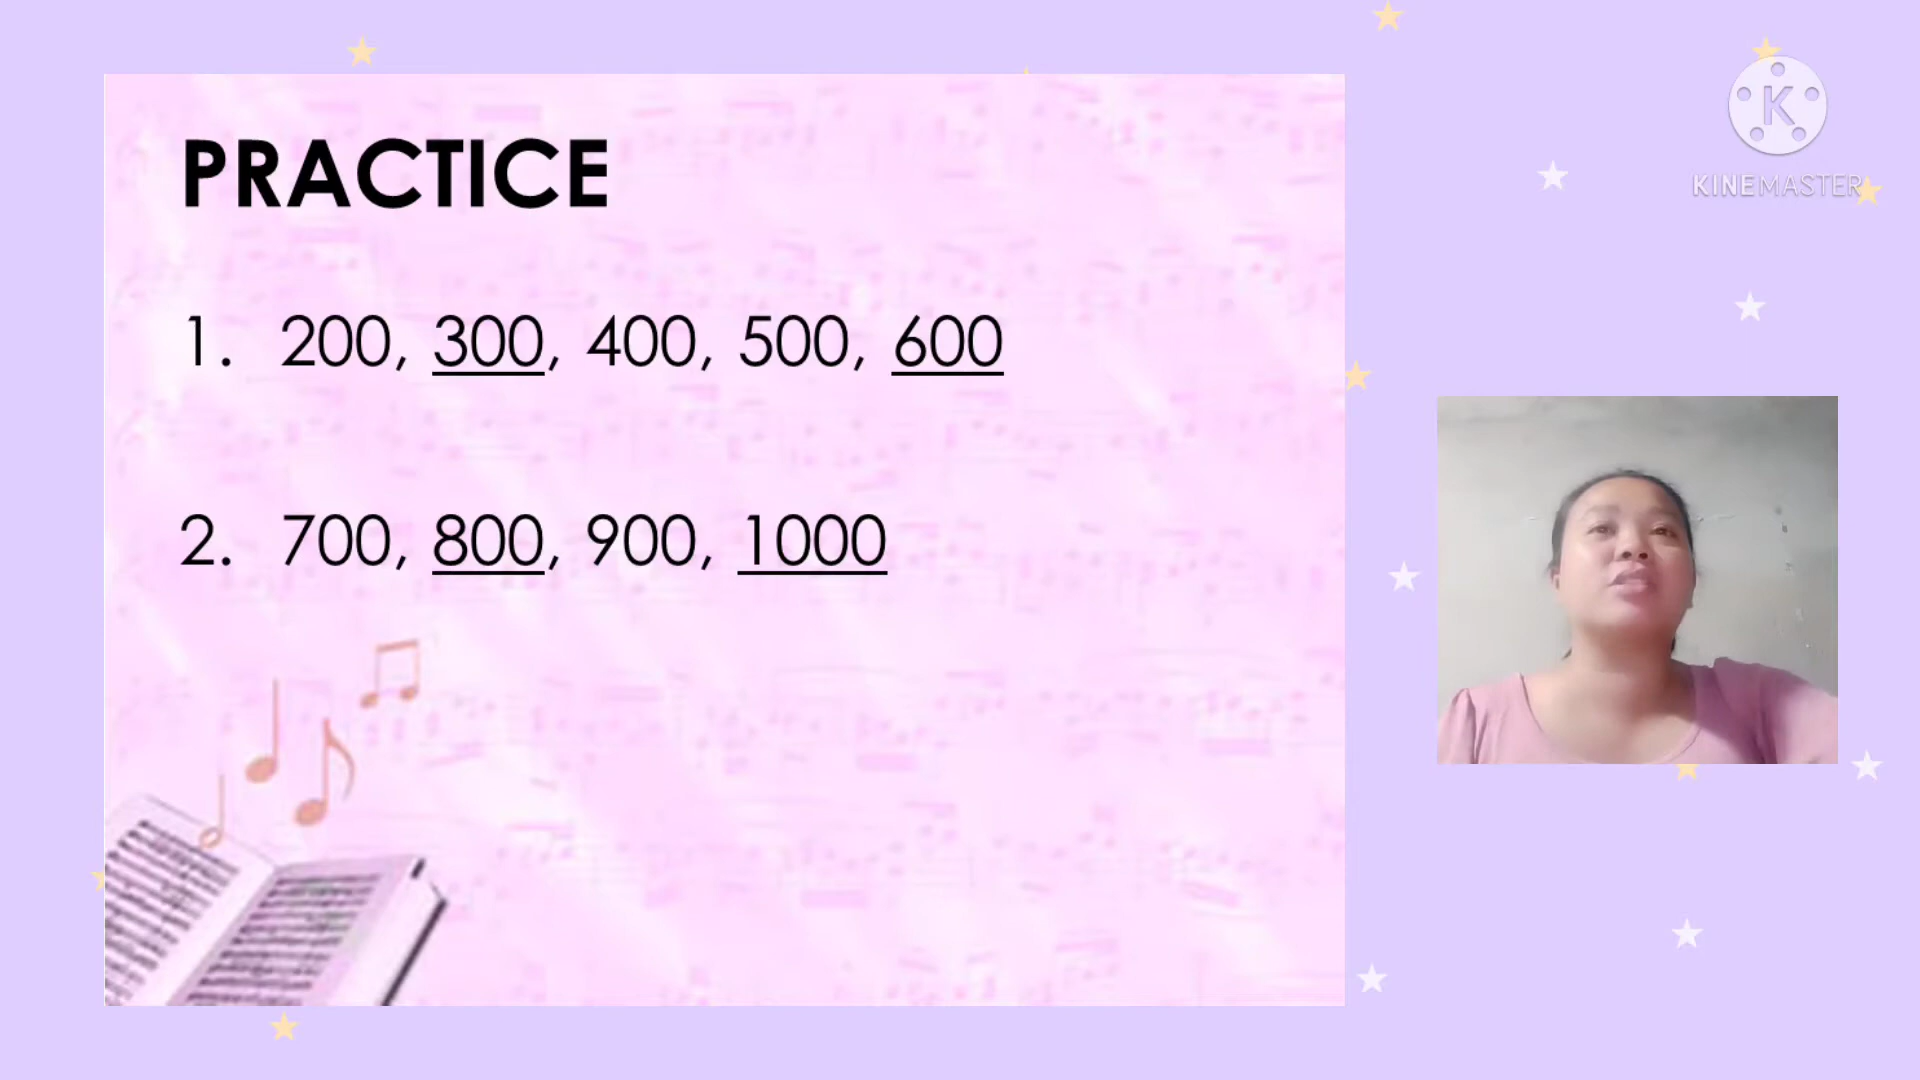 PRACTICE
1. 200, 300, 400, 500, 600
2. 700, 800, 900, 1000
K
KINEMASTER